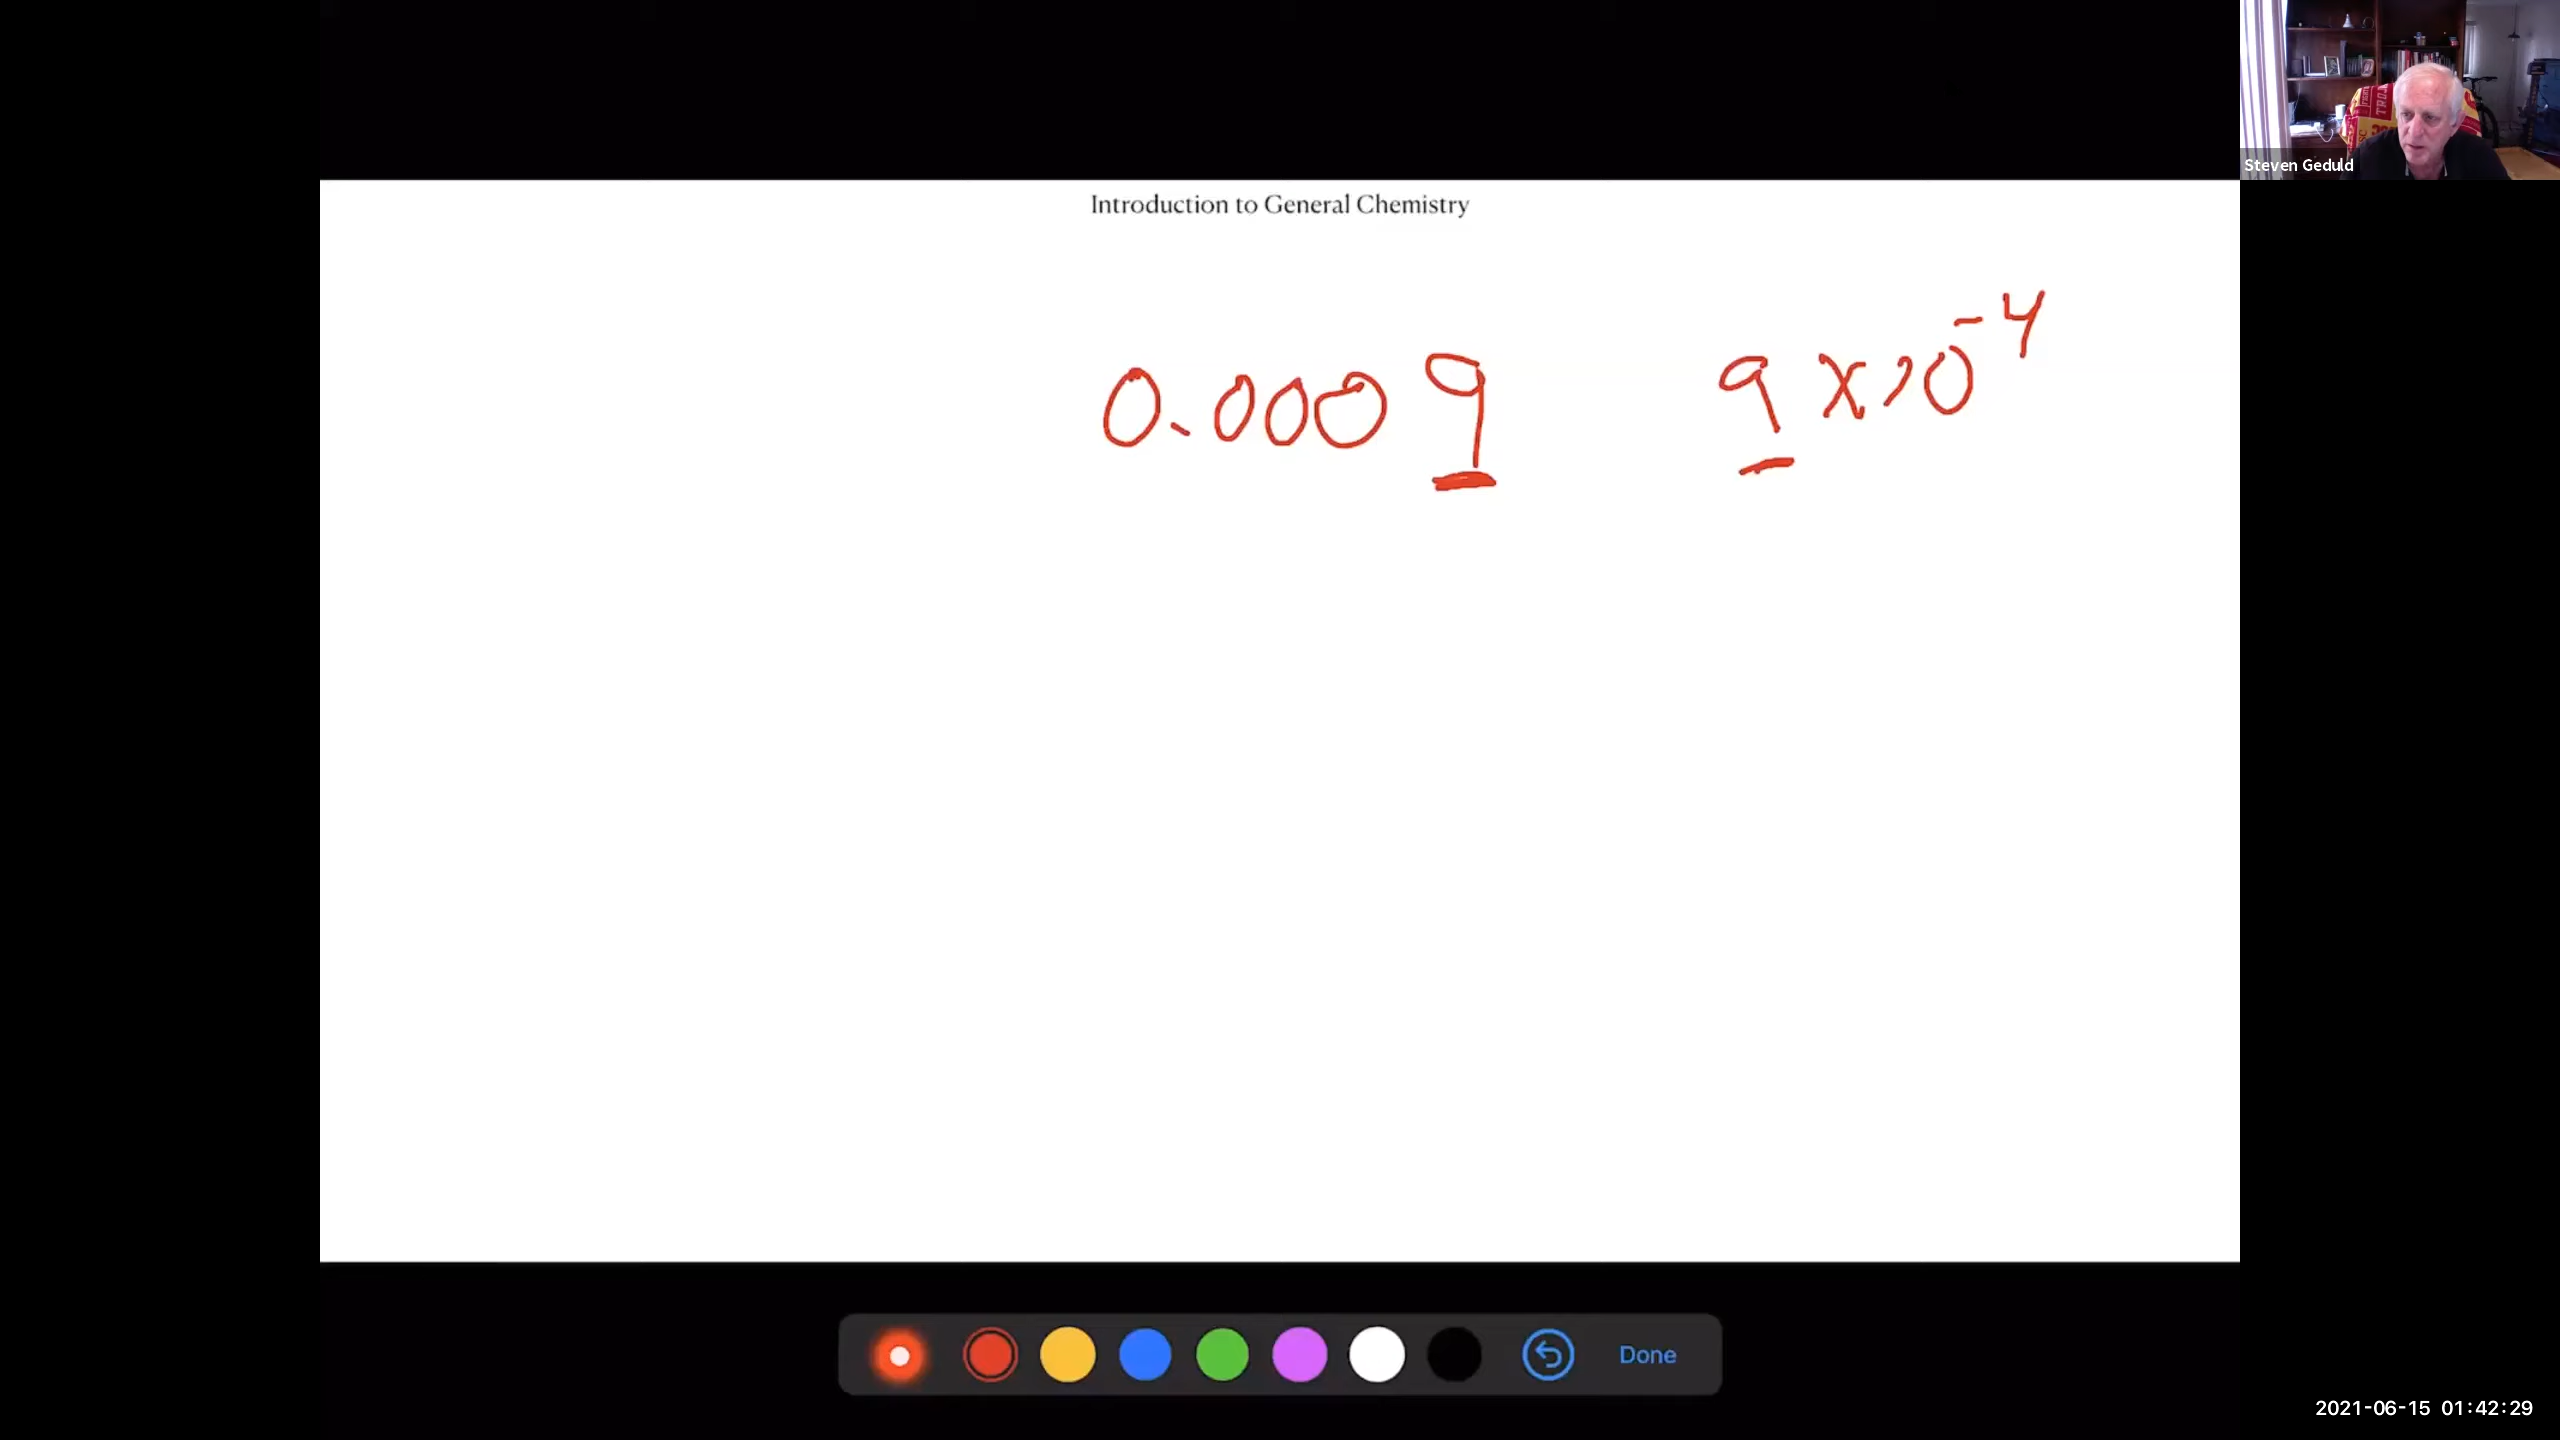 Steven Geduld
Introduction to General Chemistry
0.0009 9 x 10-4
Done
2021-06-15 01:42:29